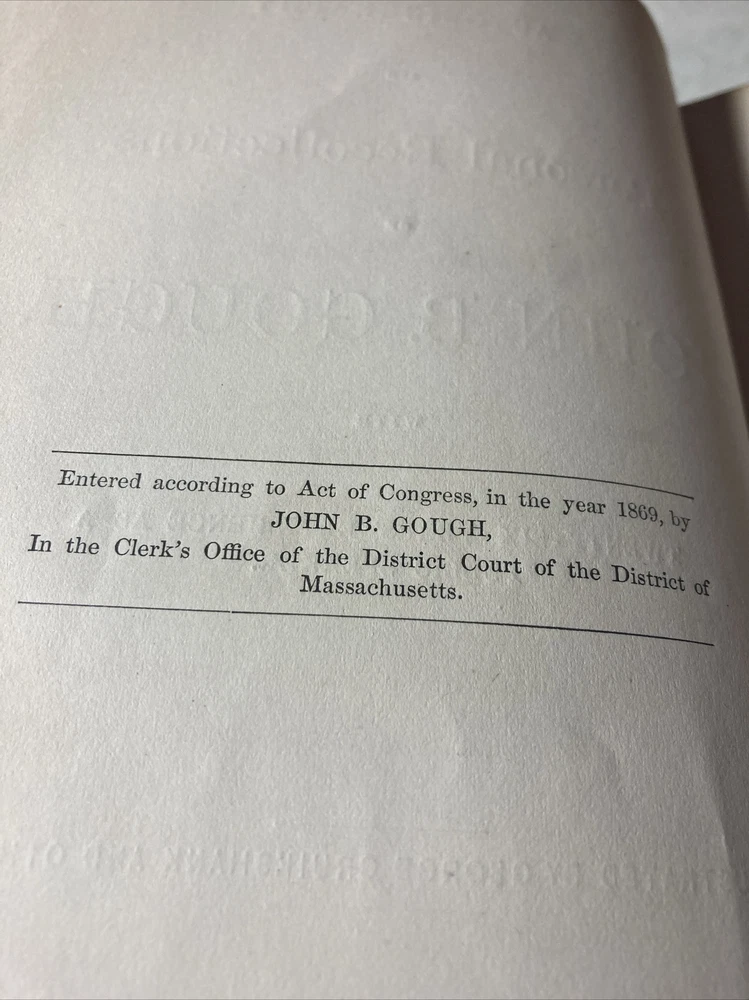 Entered according to Act of Congress, in the year 1869, by
JOHN B. GOUGH,
In the Clerk's Office of the District Court of the District of
Massachusetts.